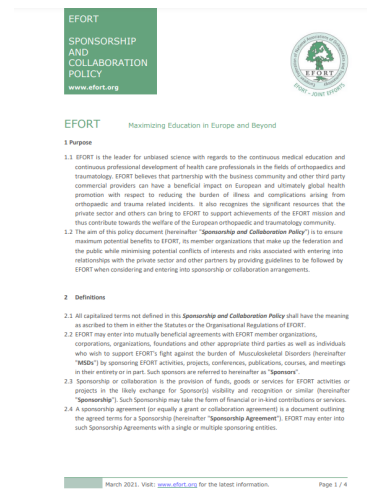 EFORT
SPONSORSHIP
AND
COLLABORATION
POLICY
www.efort.org
EFORT
EFORT - JOINT EFFORTS
EFORT Maximizing Education in Europe and Beyond
1 Purpose
1.1 EFORT is the leader for unbiased science with regards to the continuous medical education and
continuous professional development of health care professionals in the fields of orthopaedics and
traumatology. EFORT believes that partnership with the business community and other third party
commercial providers can have a beneficial impact on European and ultimately global health
promotion with respect to reducing the burden of illness and complications arising from
orthopaedic and trauma related incidents. It also recognizes the significant resources that the
private sector and others can bring to EFORT to support achievements of the EFORT mission and
thus contribute towards the welfare of the European orthopaedic and traumatology community.
1.2 The aim of this policy document (hereinafter "Sponsorship and Collaboration Policy") is to ensure
maximum potential benefits to EFORT, its member organizations that make up the federation and
the public while minimising potential conflicts of interests and risks associated with entering into
relationships with the private sector and other partners by providing guidelines to be followed by
EFORT when considering and entering into sponsorship or collaboration arrangements.
2 Definitions
2.1 All capitalized terms not defined in this Sponsorship and Collaboration Policy shall have the meaning
as ascribed to them in either the Statutes or the Organisational Regulations of EFORT.
2.2 EFORT may enter into mutually beneficial agreements with EFORT member organizations,
corporations, organizations, foundations and other appropriate third parties as well as individuals
who wish to support EFORT's fight against the burden of Musculoskeletal Disorders (hereinafter
"MSDs") by sponsoring EFORT activities, projects, conferences, publications, courses, and meetings
in their entirety or in part. Such sponsors are referred to hereinafter as "Sponsors".
2.3 Sponsorship or collaboration is the provision of funds, goods or services for EFORT activities or
projects in the likely exchange for Sponsor(s) visibility and recognition or similar (hereinafter
"Sponsorship"). Such Sponsorship may take the form of financial or in-kind contributions or services.
2.4 A sponsorship agreement (or equally a grant or collaboration agreement) is a document outlining
the agreed terms for a Sponsorship (hereinafter "Sponsorship Agreement"). EFORT may enter into
such Sponsorship Agreements with a single or multiple sponsoring entities.
March 2021. Visit: www.efort.org for the latest information. Page 1 / 4